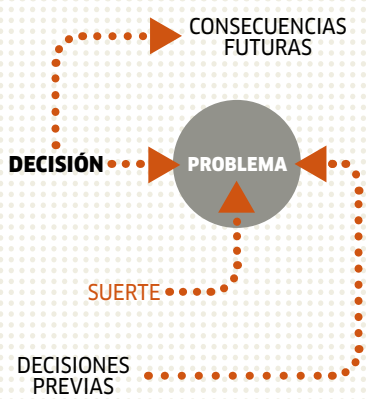 CONSECUENCIAS
FUTURAS
DECISIÓN
PROBLEMA
SUERTE
DECISIONES
PREVIAS